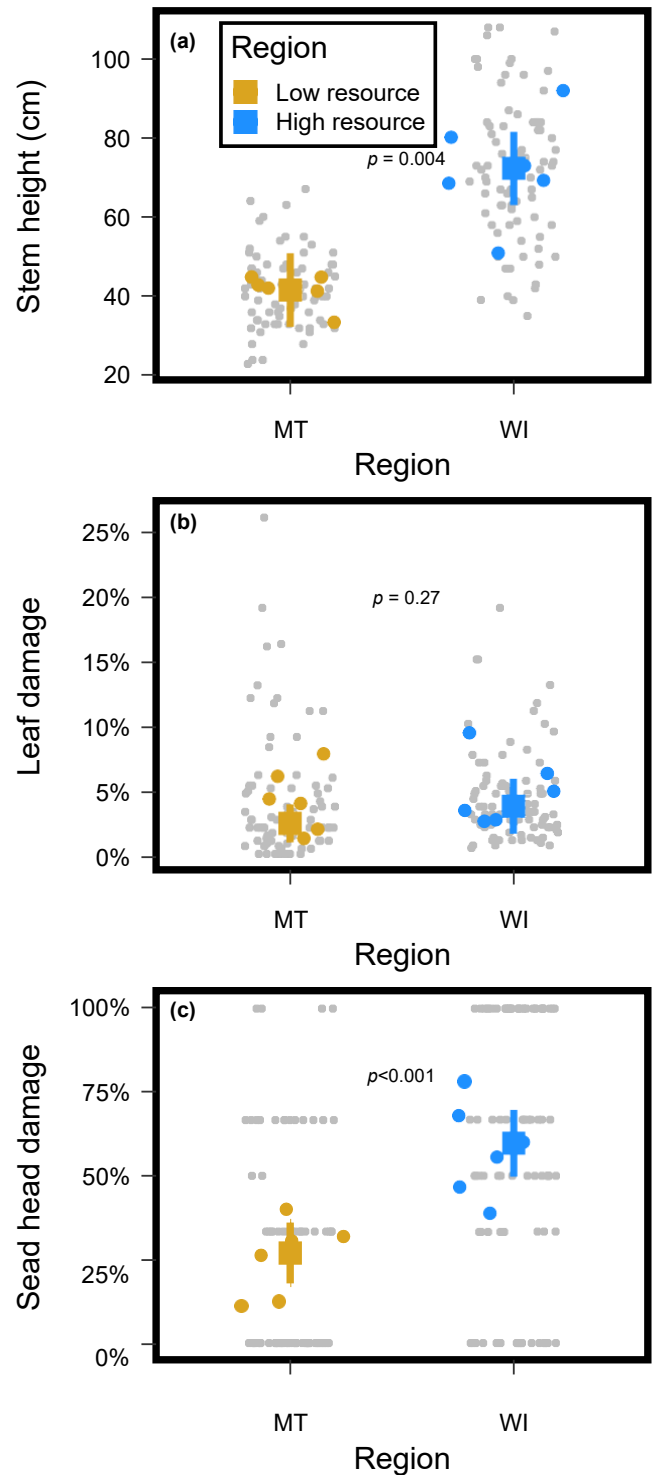 (a)
Region
Low resource
High resource
p = 0.004
Stem height (cm)
100
80
60
40
20
MT
WI
Region
(b)
p = 0.27
Leaf damage
25%
20%
15%
10%
5%
0%
MT
WI
Region
(c)
p<0.001
Sead head damage
100%
75%
50%
25%
0%
MT
WI
Region